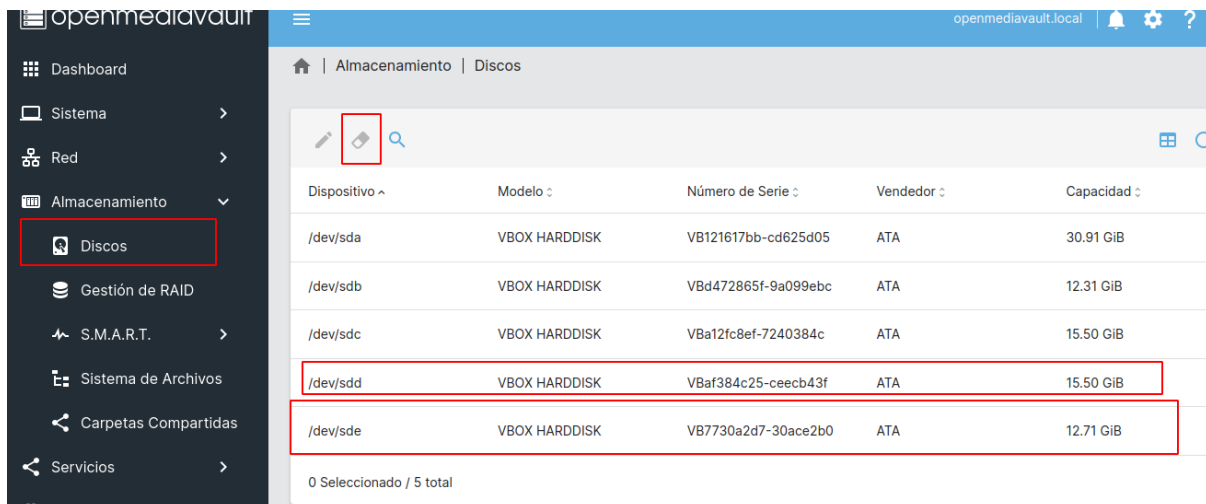 openmediavault
openmediavault.local
?
Dashboard
| Almacenamiento | Discos
Sistema
Red
Almacenamiento
Discos
Gestión de RAID
S.M.A.R.T.
Sistema de Archivos
Carpetas Compartidas
Servicios
Dispositivo Modelo Número de Serie Vendedor Capacidad
/dev/sda VBOX HARDDISK VB121617bb-cd625d05 ATA 30.91 GiB
/dev/sdb VBOX HARDDISK VBd472865f-9a099ebc ATA 12.31 GiB
/dev/sdc VBOX HARDDISK VBa12fc8ef-7240384c ATA 15.50 GiB
/dev/sdd VBOX HARDDISK VBaf384c25-ceecb43f ATA 15.50 GiB
/dev/sde VBOX HARDDISK VB7730a2d7-30ace2b0 ATA 12.71 GiB
0 Seleccionado / 5 total